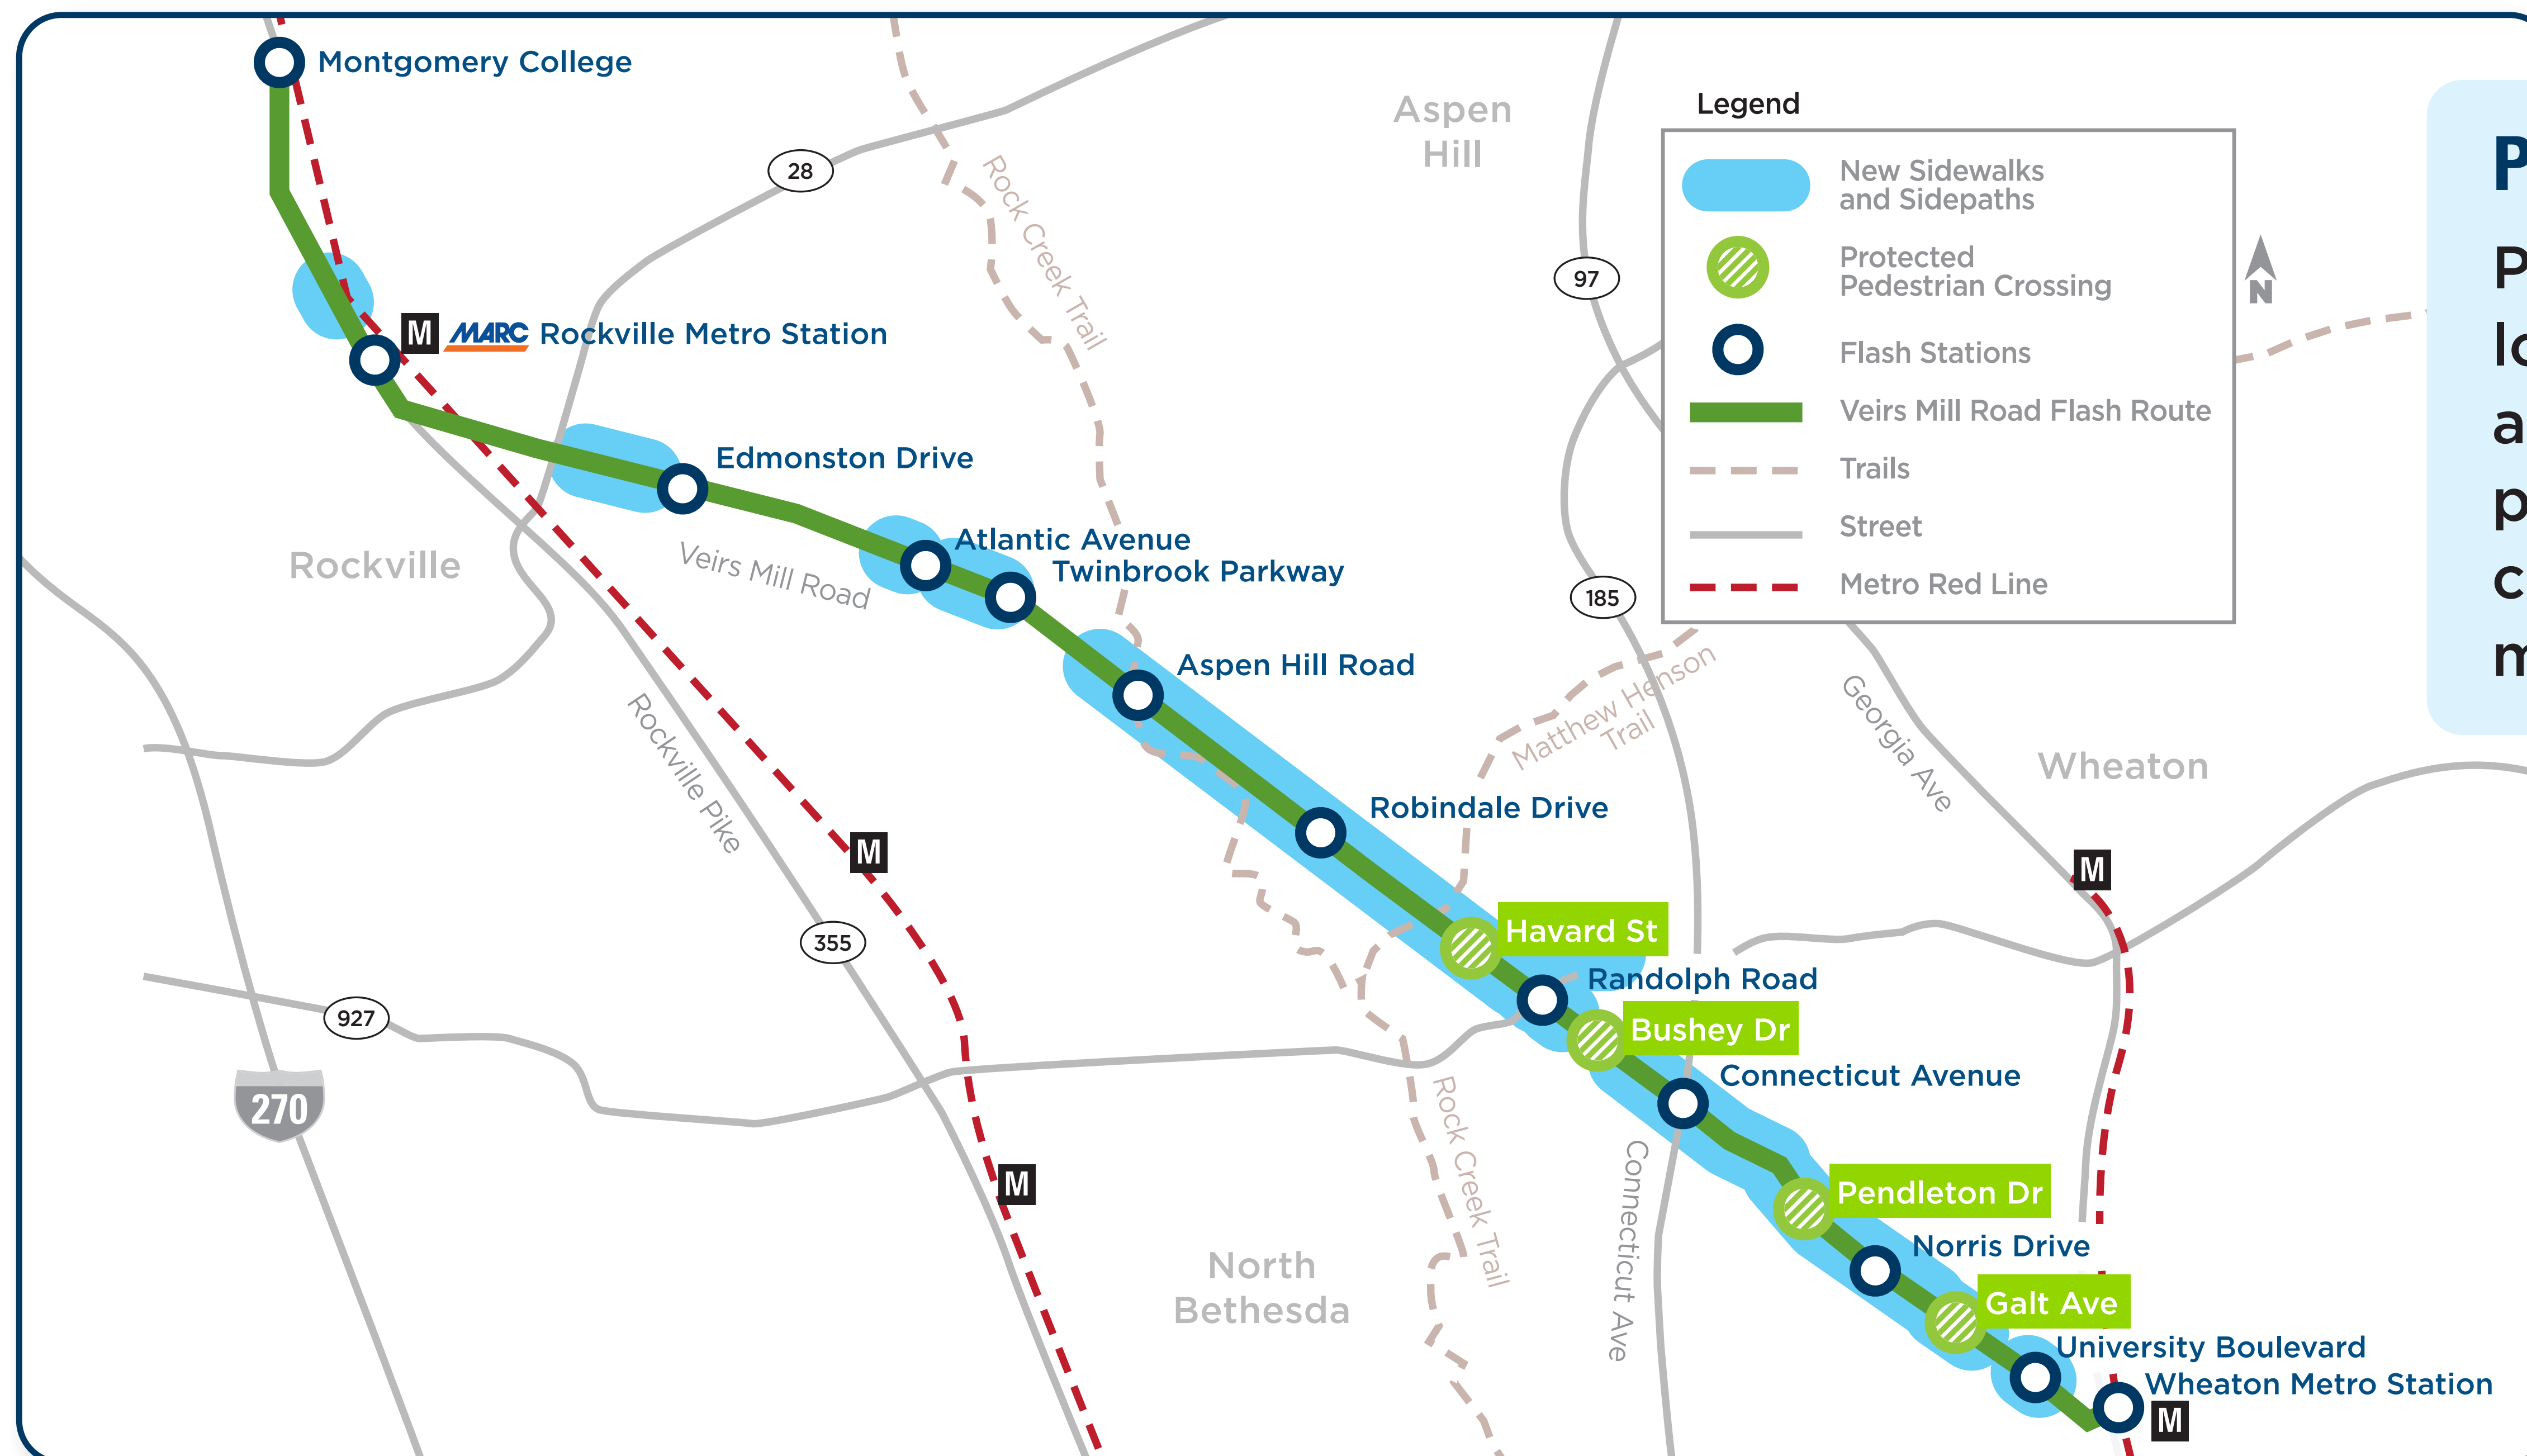 Montgomery College
Aspen
Hill
Legend
New Sidewalks
and Sidepaths
Protected
Pedestrian Crossing
Flash Stations
Veirs Mill Road Flash Route
Trails
Street
Metro Red Line
N
28
Rock Creek Trail
97
M MARC Rockville Metro Station
Edmonston Drive
Rockville
Veirs Mill Road
Atlantic Avenue
Twinbrook Parkway
185
Aspen Hill Road
Matthew Henson
Trail
Georgia Ave
Wheaton
Rockville Pike
Robindale Drive
M
M
355
Havard St
Randolph Road
927
Bushey Dr
270
Connecticut Avenue
Rock Creek Trail
Connecticut Ave
M
Pendleton Dr
North
Bethesda
Norris Drive
Galt Ave
University Boulevard
Wheaton Metro Station
M
P
P
lo
a
p
c
m